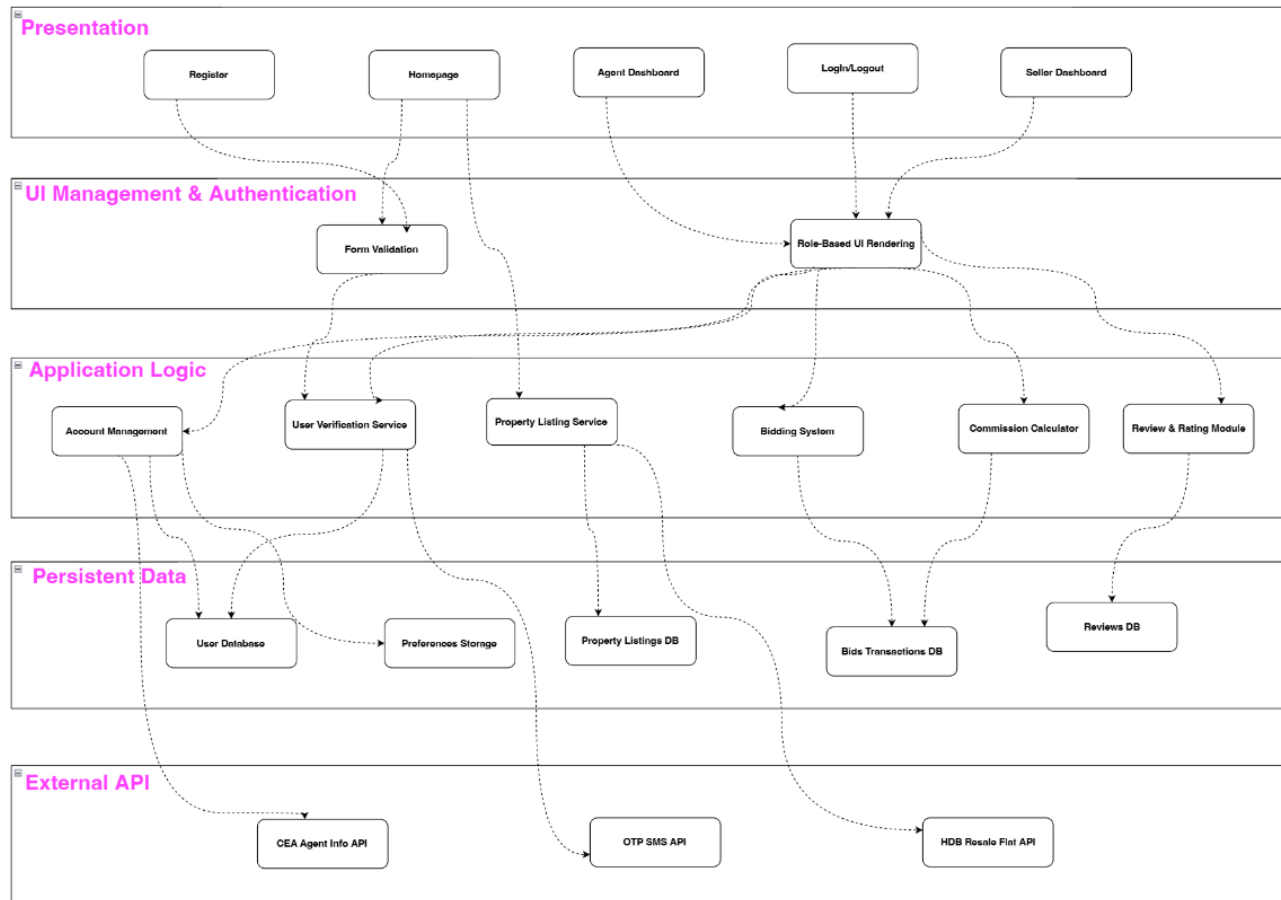 Presentation
Register
Homepage
Agent Dashboard
LogIn/Logout
Seller Dashboard
UI Management & Authentication
Form Validation
Role-Based UI Rendering
Application Logic
Account Management
User Verification Service
Property Listing Service
Bidding System
Commission Calculator
Review & Rating Module
Persistent Data
User Database
Preferences Storage
Property Listings DB
Bids Transactions DB
Reviews DB
External API
CEA Agent Info API
OTP SMS API
HDB Resale Flat API